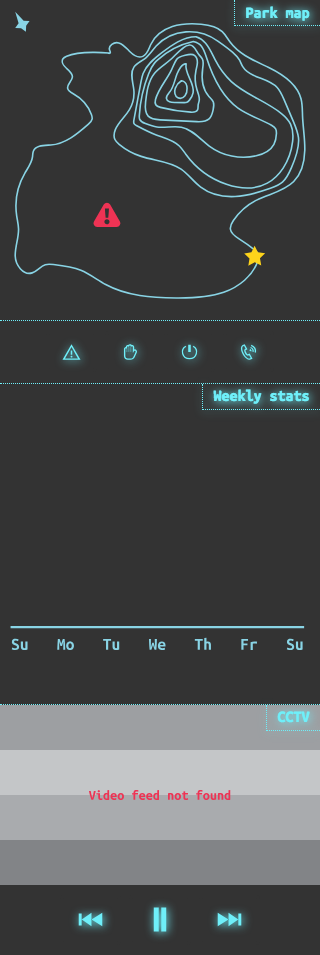 Park map
Weekly stats
Su Mo Tu We Th Fr Su
CCTV
Video feed not found